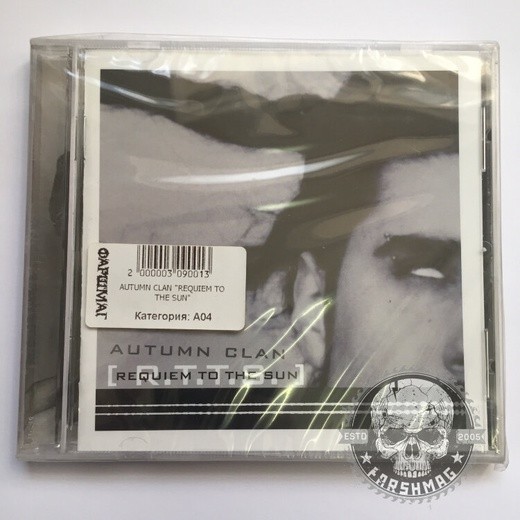 ФАРШМАГ
2 000003 090013
AUTUMN CLAN "REQUIEM TO
THE SUN"
Категория: A04
AUTUMN CLAN
[R.T.T.S.]
REQUIEM TO THE SUN
ESTD 2005
FARSHMAG